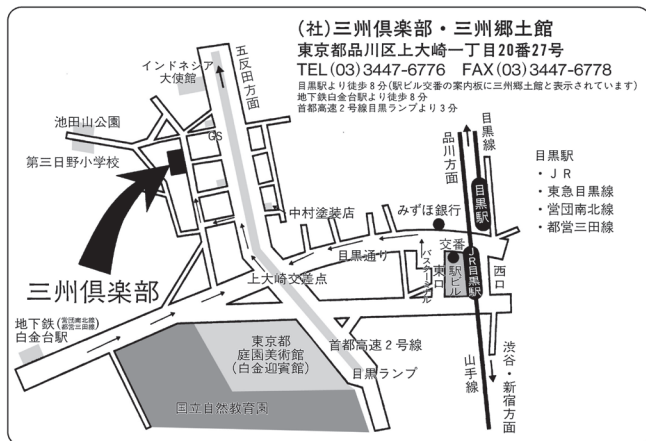 (社)三州倶楽部・三州郷土館
東京都品川区上大崎一丁目20番27号
TEL(03)3447-6776 FAX(03)3447-6778
目黒駅より徒歩8分(駅ビル交番の案内板に三州郷土館と表示されています)
地下鉄白金台駅より徒歩8分
首都高速2号線目黒ランプより3分
五反田方面
インドネシア
大使館
池田山公園
GS
第三日野小学校
中村塗装店
みずほ銀行
品川方面
目黒線
目黒駅
目黒駅
・JR
・東急目黒線
・営団南北線
・都営三田線
三州倶楽部
上大崎交差点
目黒通り
バスターミナル
交番
東口
駅ビル
JR目黒駅
西口
地下鉄(営団南北線
都営三田線)
白金台駅
東京都
庭園美術館
(白金迎賓館)
首都高速2号線
目黒ランプ
国立自然教育園
山手線
渋谷・新宿方面